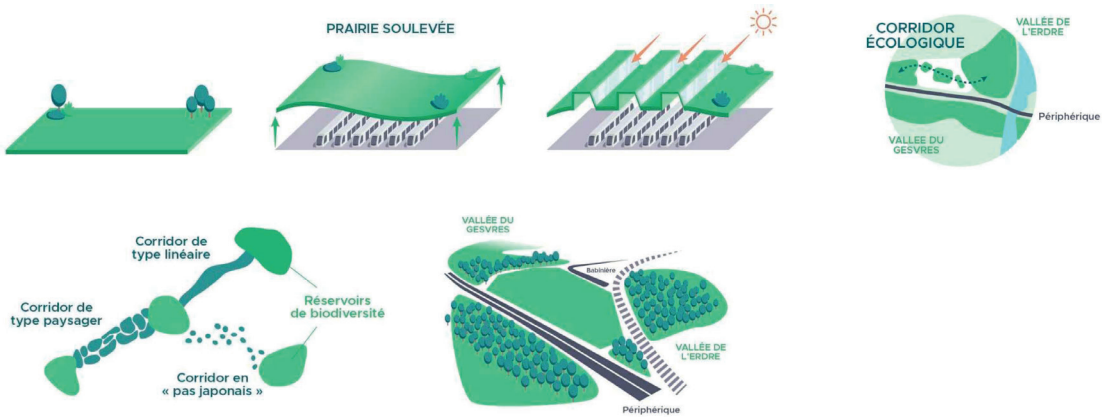 PRAIRIE SOULEVÉE
CORRIDOR
ÉCOLOGIQUE
VALLÉE DE
L'ERDRE
Périphérique
VALLEE DU
GESVRES
Corridor de
type linéaire
Corridor de
type paysager
Réservoirs
de biodiversité
Corridor en
« pas japonais »
VALLÉE DU
GESVRES
Babinière
VALLÉE DE
L'ERDRE
Périphérique